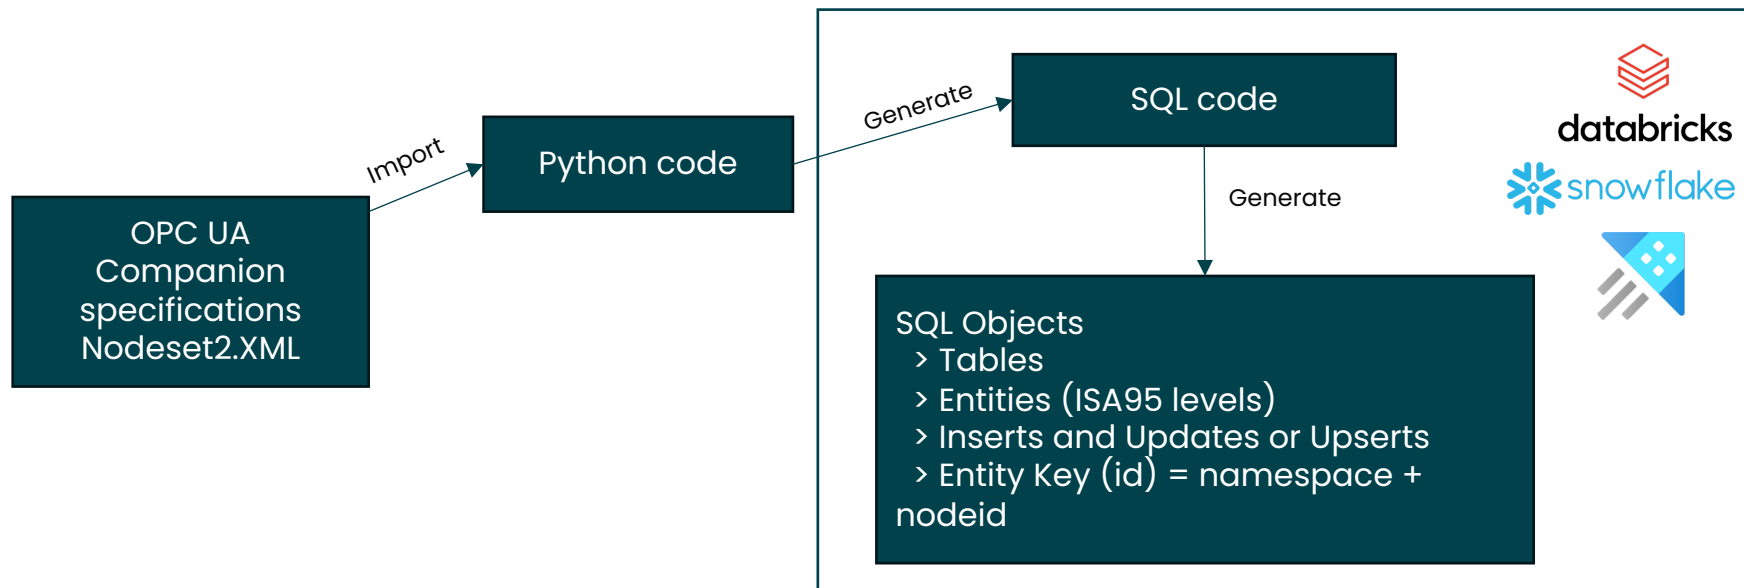 OPC UA
Companion
specifications
Nodeset2.XML
Import
Python code
Generate
SQL code
Generate
SQL Objects
> Tables
> Entities (ISA95 levels)
> Inserts and Updates or Upserts
> Entity Key (id) = namespace +
nodeid
databricks
snowflake